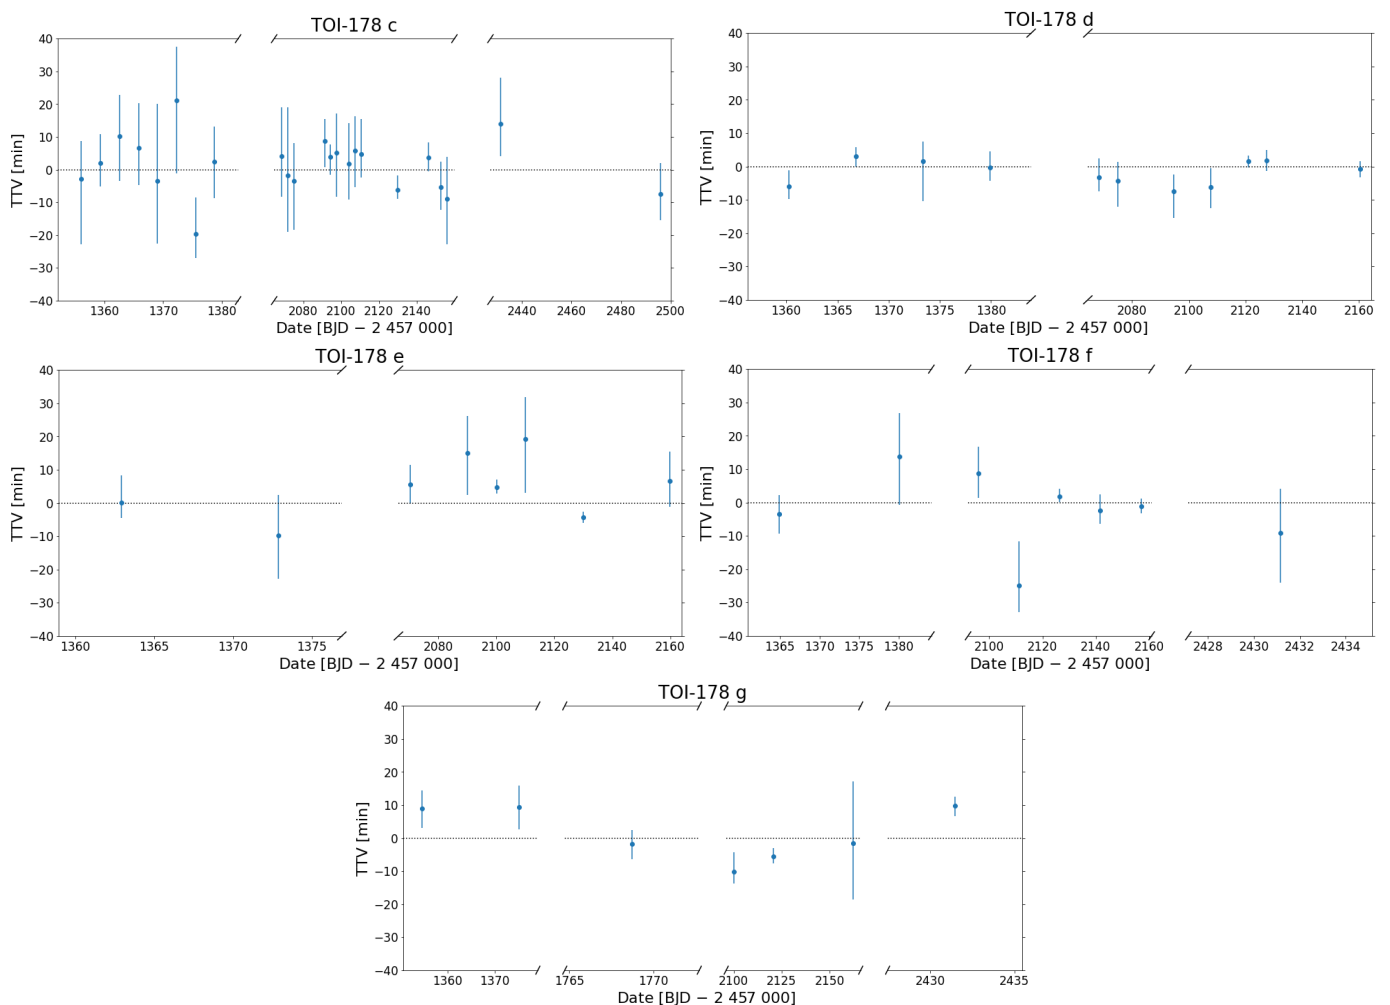 TOI-178 c
40
30
20
10
0
−10
−20
−30
−40
TTV [min]
1360 1370 1380 2080 2100 2120 2140 2440 2460 2480 2500
Date [BJD − 2 457 000]
TOI-178 d
40
30
20
10
0
−10
−20
−30
−40
TTV [min]
1360 1365 1370 1375 1380 2080 2100 2120 2140 2160
Date [BJD − 2 457 000]
TOI-178 e
40
30
20
10
0
−10
−20
−30
−40
TTV [min]
1360 1365 1370 1375 2080 2100 2120 2140 2160
Date [BJD − 2 457 000]
TOI-178 f
40
30
20
10
0
−10
−20
−30
−40
TTV [min]
1365 1370 1375 1380 2100 2120 2140 2160 2428 2430 2432 2434
Date [BJD − 2 457 000]
TOI-178 g
40
30
20
10
0
−10
−20
−30
−40
TTV [min]
1360 1370 1765 1770 2100 2125 2150 2430 2435
Date [BJD − 2 457 000]